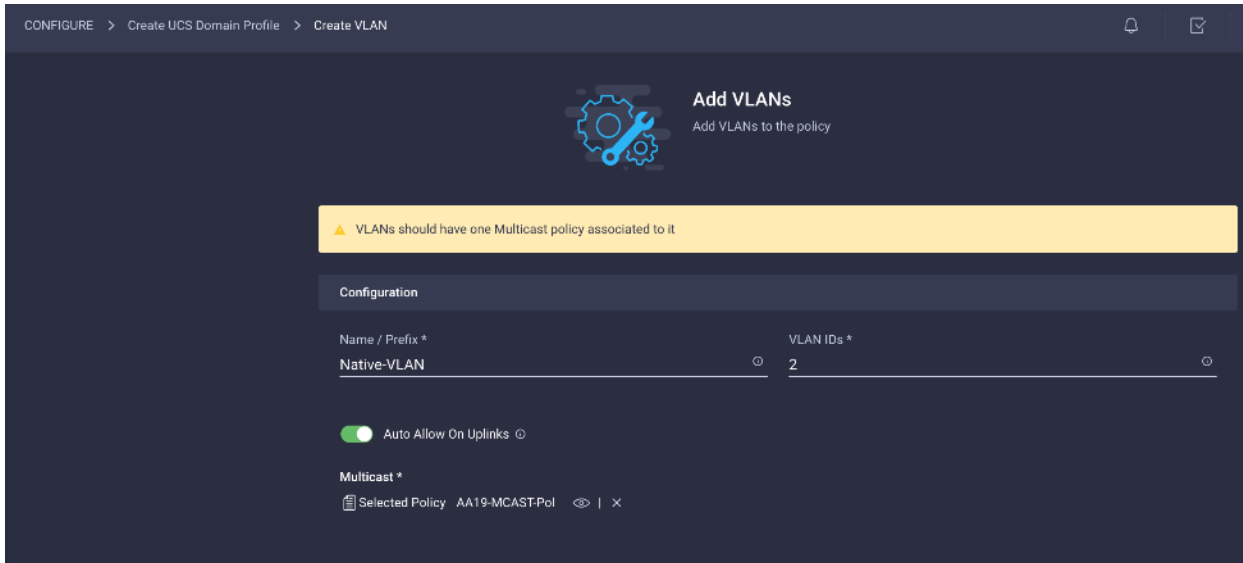 CONFIGURE > Create UCS Domain Profile > Create VLAN
Add VLANs
Add VLANs to the policy
VLANs should have one Multicast policy associated to it
Configuration
Name / Prefix * VLAN IDs *
Native-VLAN 2
Auto Allow On Uplinks
Multicast *
Selected Policy AA19-MCAST-Pol |